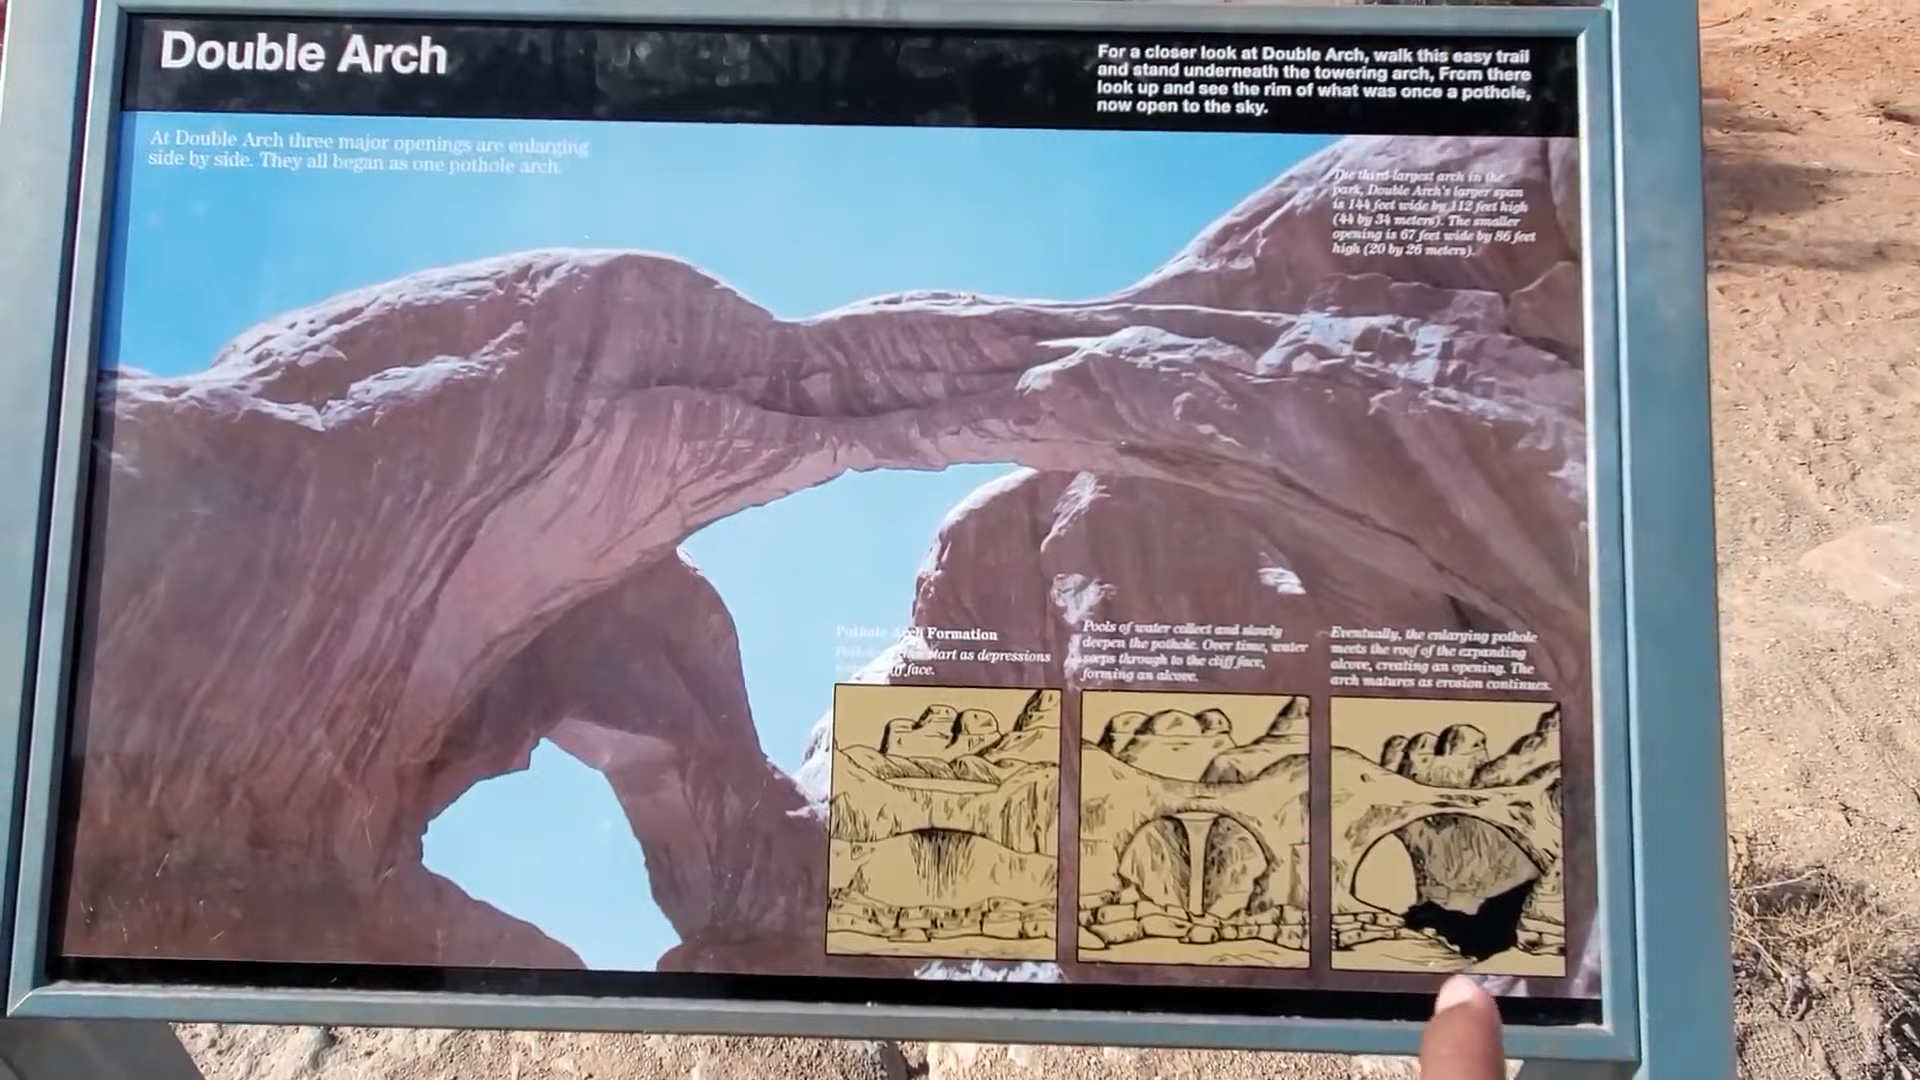 Double Arch
For a closer look at Double Arch, walk this easy trail
and stand underneath the towering arch, From there
look up and see the rim of what was once a pothole,
now open to the sky.
At Double Arch three major openings are enlarging
side by side. They all began as one pothole arch.
The third-largest arch in the
park, Double Arch's larger span
is 144 feet wide by 112 feet high
(44 by 34 meters). The smaller
opening is 67 feet wide by 86 feet
high (20 by 26 meters).
Pothole Arch Formation
Pothole arches start as depressions
face.
Pools of water collect and slowly
deepen the pothole. Over time, water
seeps through to the cliff face,
forming an alcove.
Eventually, the enlarging pothole
meets the roof of the expanding
alcove, creating an opening. The
arch matures as erosion continues.